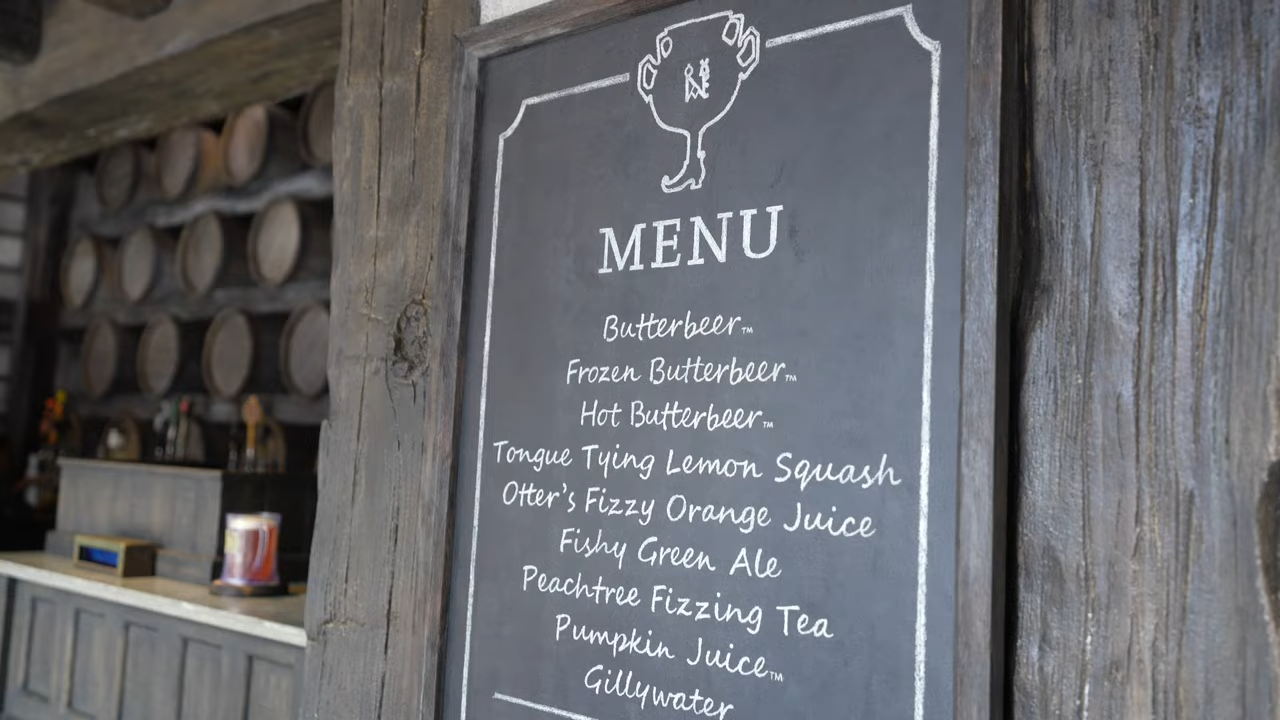 MENU
Butterbeer™
Frozen Butterbeer™
Hot Butterbeer™
Tongue Tying Lemon Squash
Otter's Fizzy Orange Juice
Fishy Green Ale
Peachtree Fizzing Tea
Pumpkin Juice™
Gillywater